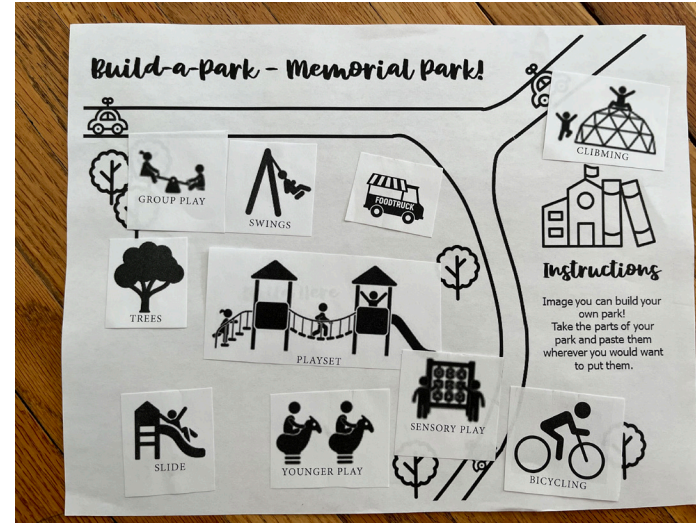 Build-a-Park - Memorial Park!
CLIBMING
GROUP PLAY
SWINGS
FOODTRUCK
TREES
PLAYSET
Instructions
Image you can build your
own park!
Take the parts of your
park and paste them
wherever you would want
to put them.
SENSORY PLAY
SLIDE
YOUNGER PLAY
BICYCLING